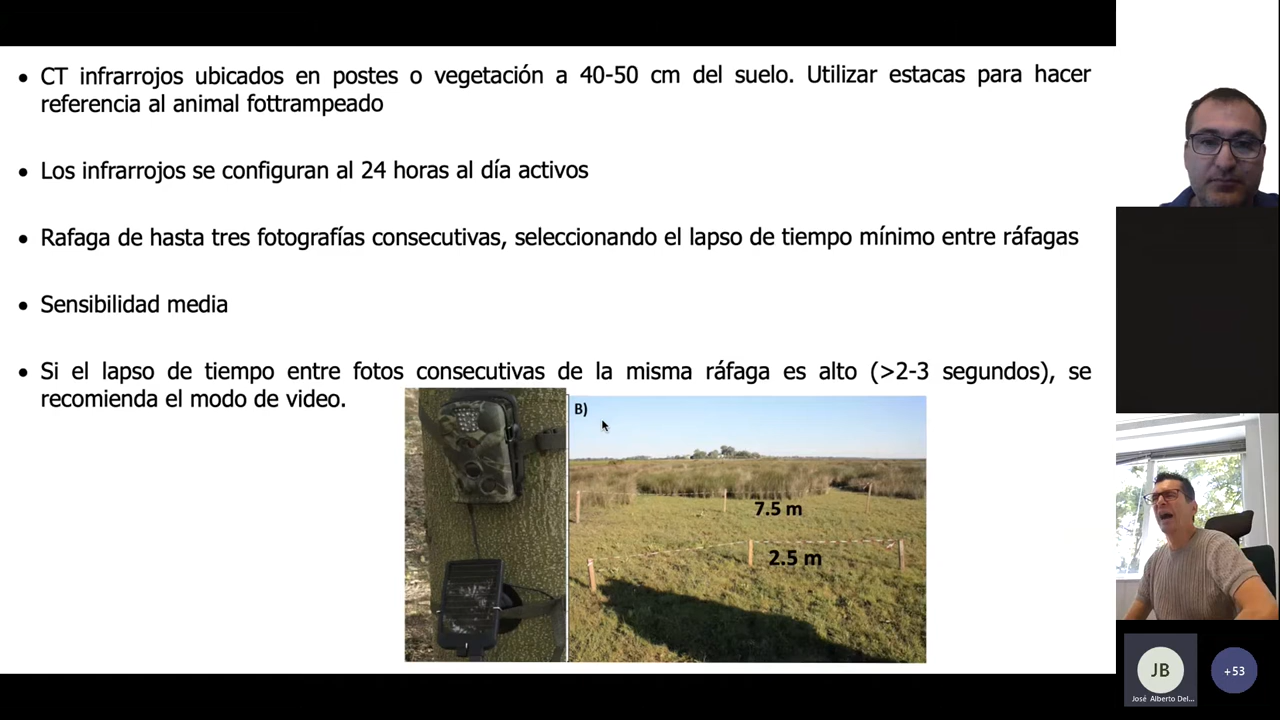 • CT infrarrojos ubicados en postes o vegetación a 40-50 cm del suelo. Utilizar estacas para hacer
referencia al animal fottrampeado
• Los infrarrojos se configuran al 24 horas al día activos
• Rafaga de hasta tres fotografías consecutivas, seleccionando el lapso de tiempo mínimo entre ráfagas
• Sensibilidad media
• Si el lapso de tiempo entre fotos consecutivas de la misma ráfaga es alto (>2-3 segundos), se
recomienda el modo de video.
B)
7.5 m
2.5 m
JB
José Alberto Del...
+53